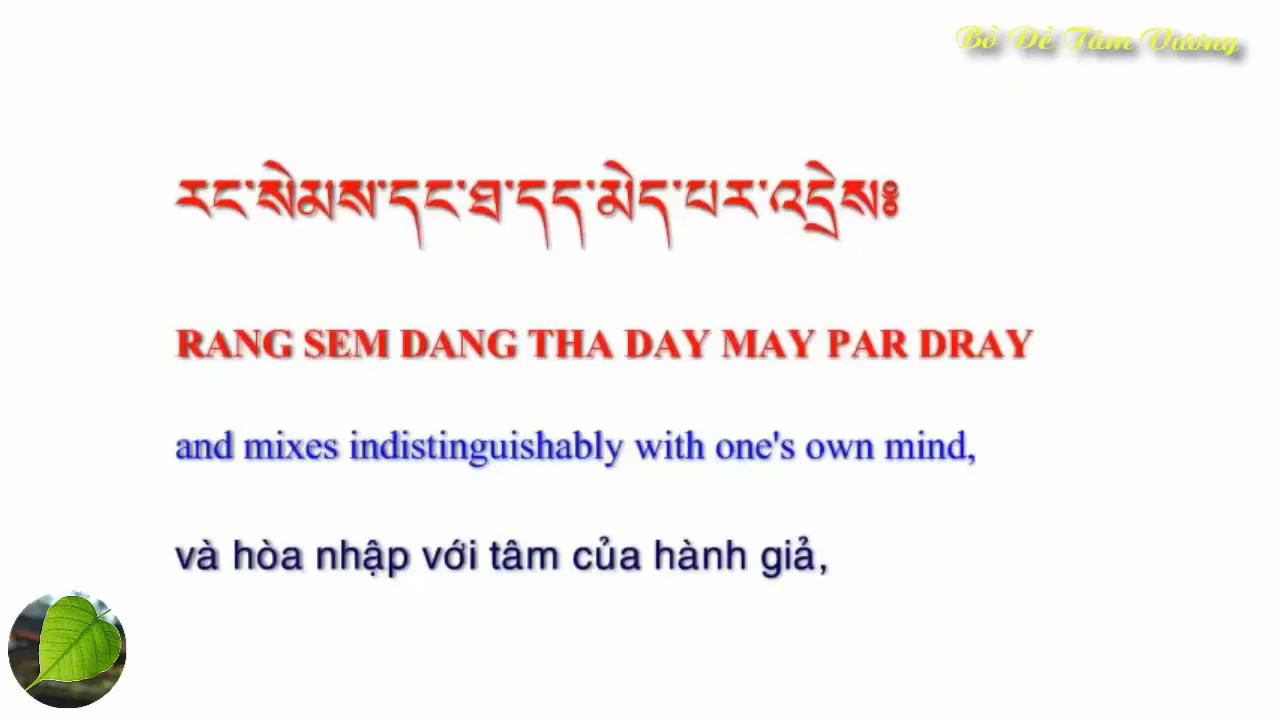 Bồ Đề Tâm Vương
རང་སེམས་དང་ཐ་དད་མེད་པར་འདྲེས༔
RANG SEM DANG THA DAY MAY PAR DRAY
and mixes indistinguishably with one's own mind,
và hòa nhập với tâm của hành giả,